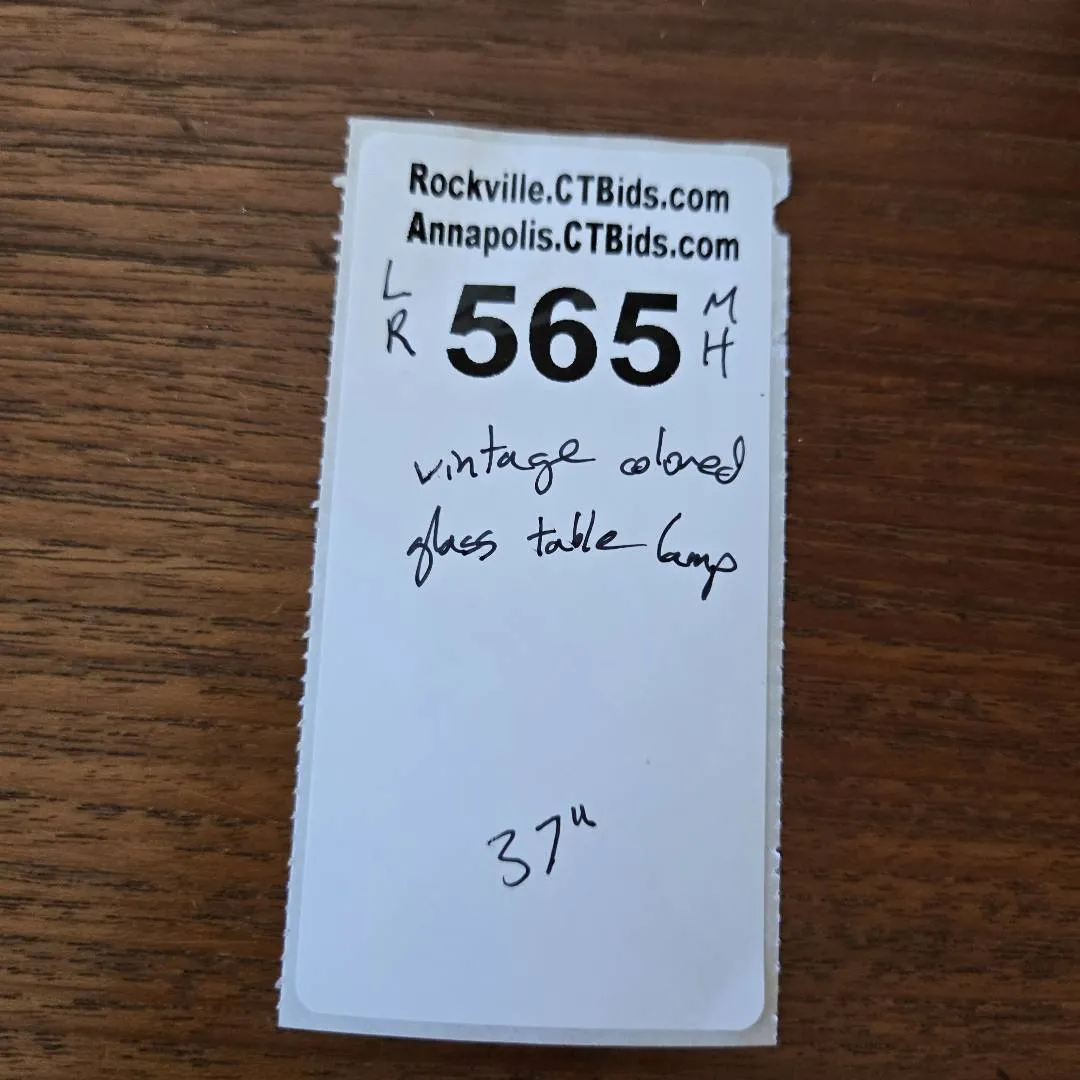 Rockville.CTBids.com
Annapolis.CTBids.com
L 565 M
R H
vintage colored
glass table lamp
37"